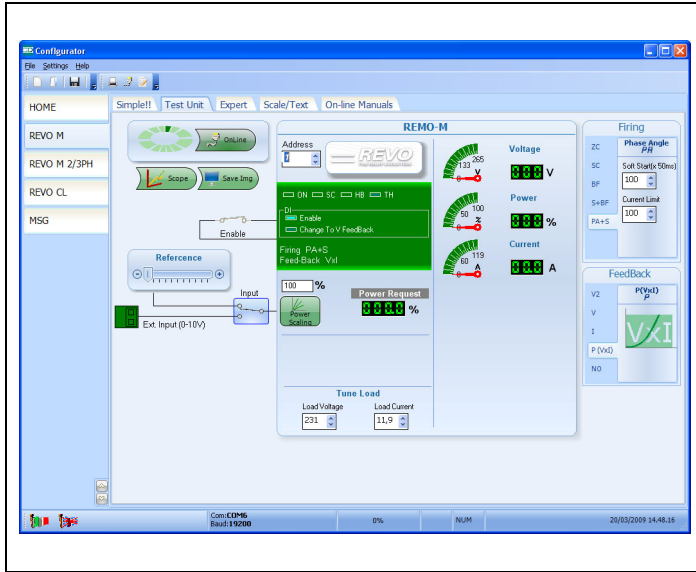 Configurator
File Settings Help
HOME
REVO M
REVO M 2/3PH
REVO CL
MSG
Simple!! Test Unit Expert Scale/Text On-line Manuals
OnLine
Scope Save Img
Refercence
Input
Ext. Input (0-10V)
Enable
REMO-M
Address
7
REVO
ON SC HB TH
DI
Enable
Change To V FeedBack
Firing PA+S
Feed-Back VxI
100 %
Power Scaling
Power Request
%
Tune Load
Load Voltage Load Current
231 11,9
Voltage
0 133 265 V
V
Power
0 50 100 %
%
Current
0 60 119 A
A
Firing
ZC
SC
BF
S+BF
PA+S
Phase Angle
PA
Soft Start(x 50ms)
100
Current Limit
100
FeedBack
V2
V
I
P (VxI)
NO
P(VxI)
P
VxI
Com:COM6
Baud:19200
0%
NUM
20/03/2009 14.48.16